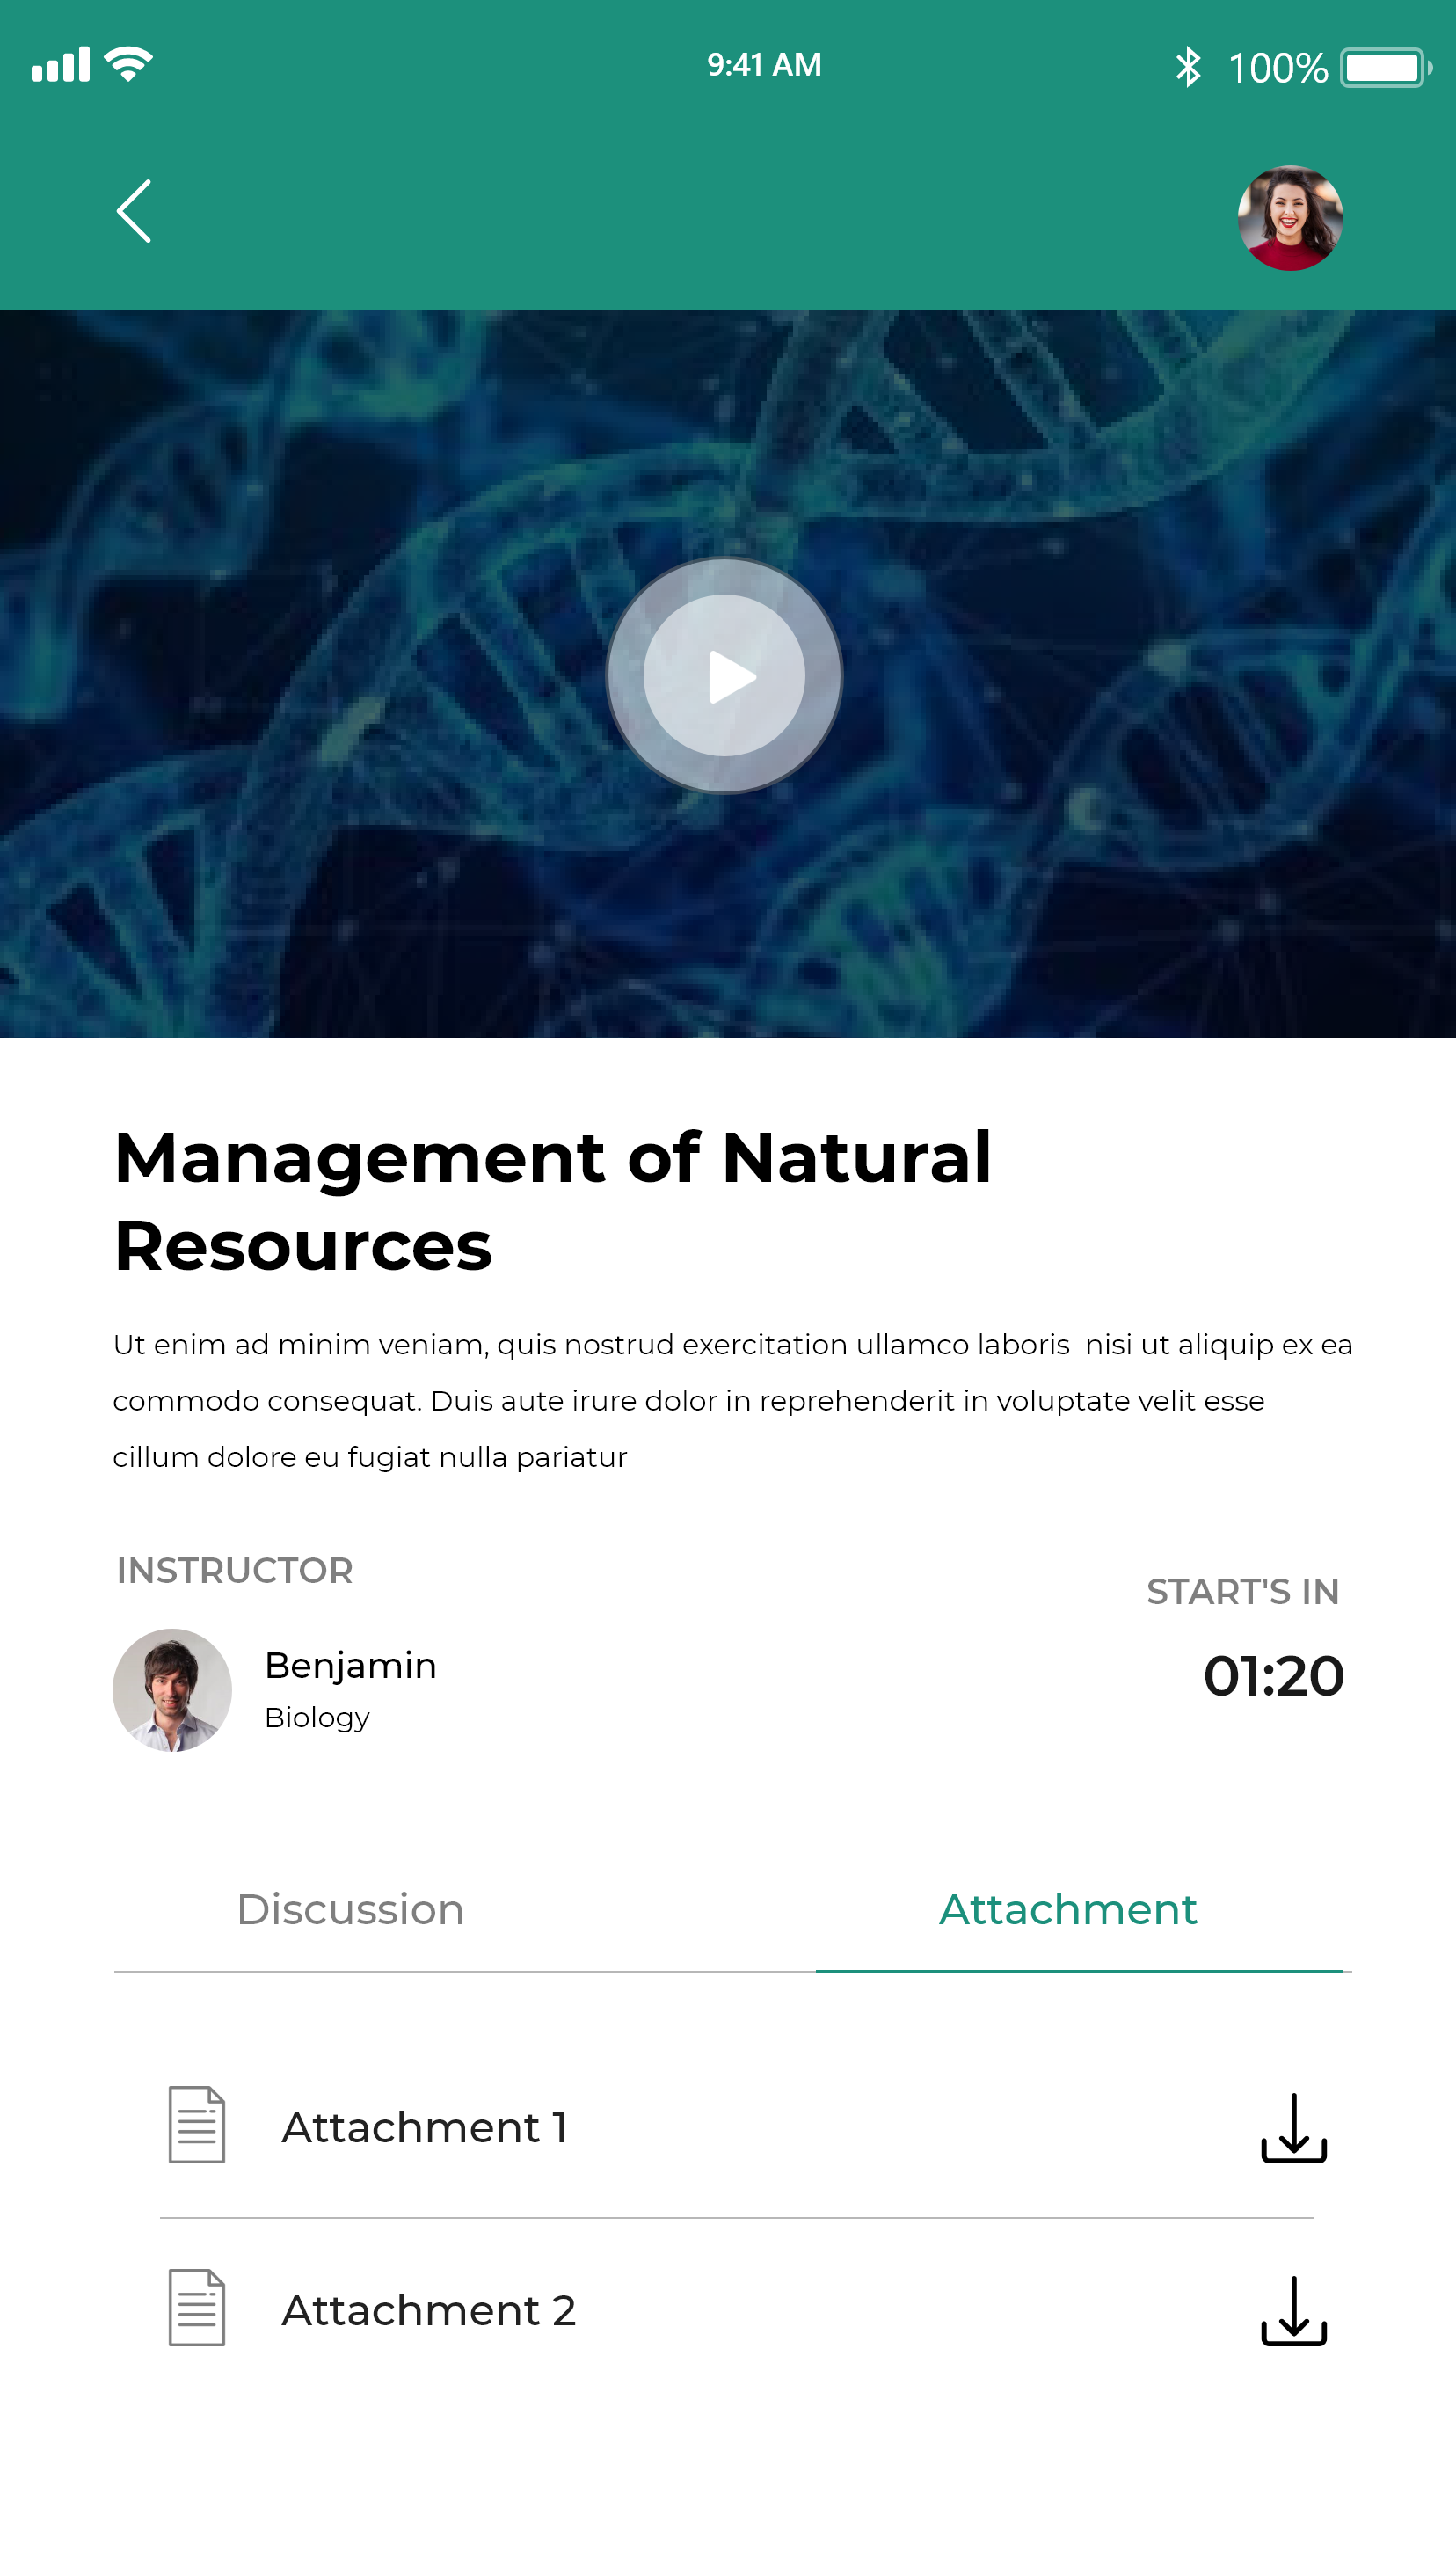 9:41 AM
100%
Management of Natural
Resources
Ut enim ad minim veniam, quis nostrud exercitation ullamco laboris  nisi ut aliquip ex ea
commodo consequat. Duis aute irure dolor in reprehenderit in voluptate velit esse
cillum dolore eu fugiat nulla pariatur
INSTRUCTOR
Benjamin
Biology
START'S IN
01:20
Discussion
Attachment
Attachment 1
Attachment 2